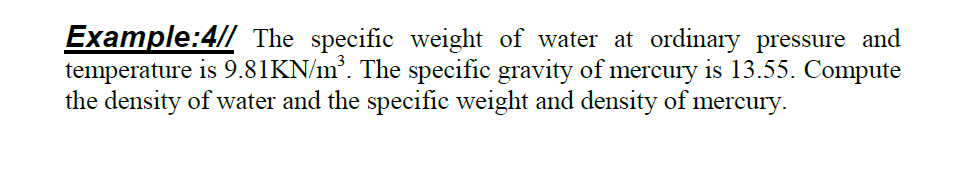 Example:4// The specific weight of water at ordinary pressure and
temperature is 9.81KN/m³. The specific gravity of mercury is 13.55. Compute
the density of water and the specific weight and density of mercury.